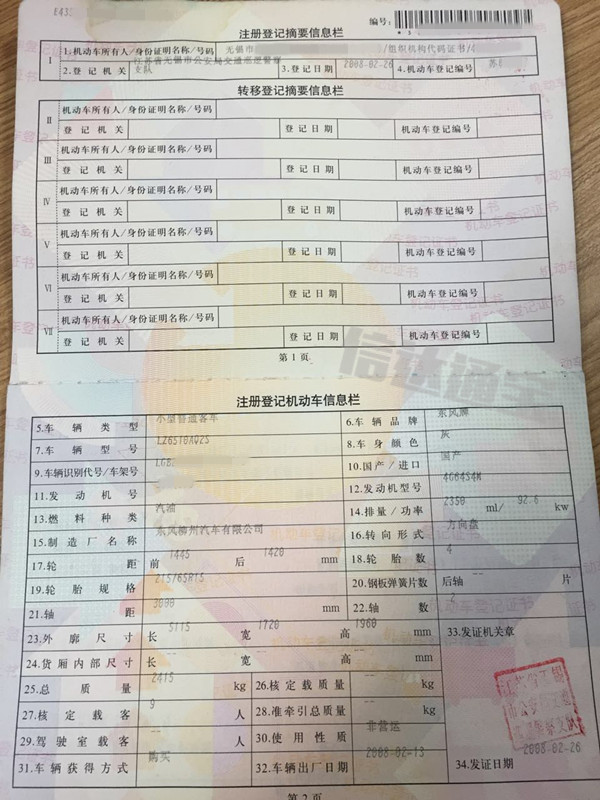 E43
编号:
*3
注册登记摘要信息栏
I 1.机动车所有人/身份证明名称/号码 无锡市 /组织机构代码证书/
2.登记机关 江苏省无锡市公安局交通巡逻警察支队 3.登记日期 2008-02-26 4.机动车登记编号 苏
转移登记摘要信息栏
II 机动车所有人/身份证明名称/号码
登记机关 登记日期 机动车登记编号
III 机动车所有人/身份证明名称/号码
登记机关 登记日期 机动车登记编号
IV 机动车所有人/身份证明名称/号码
登记机关 登记日期 机动车登记编号
V 机动车所有人/身份证明名称/号码
登记机关 登记日期 机动车登记编号
VI 机动车所有人/身份证明名称/号码
登记机关 登记日期 机动车登记编号
VII 机动车所有人/身份证明名称/号码
登记机关 登记日期 机动车登记编号
第1页
信达通宝
注册登记机动车信息栏
5.车辆类型 小型普通客车 6.车辆品牌 东风牌
7.车辆型号 LZ6510AQ2S 8.车身颜色 灰
9.车辆识别代号/车架号 LGB 10.国产/进口 国产
11.发动机号 12.发动机型号 4G64S4M
13.燃料种类 汽油 14.排量/功率 2350 ml/ 92.6 kw
15.制造厂名称 东风柳州汽车有限公司 16.转向形式 方向盘
17.轮距 前 1445 后 1420 mm 18.轮胎数 4
19.轮胎规格 215/65R15 20.钢板弹簧片数 后轴 -- 片
21.轴距 3000 mm 22.轴数 2
23.外廓尺寸 长 5115 宽 1720 高 1960 mm 33.发证机关章
24.货厢内部尺寸 长 -- 宽 -- 高 -- mm
25.总质量 2415 kg 26.核定载质量 -- kg
27.核定载客 9 人 28.准牵引总质量 -- kg
29.驾驶室载客 -- 人 30.使用性质 非营运
31.车辆获得方式 购买 32.车辆出厂日期 2008-02-13 34.发证日期 2008-02-26
第2页